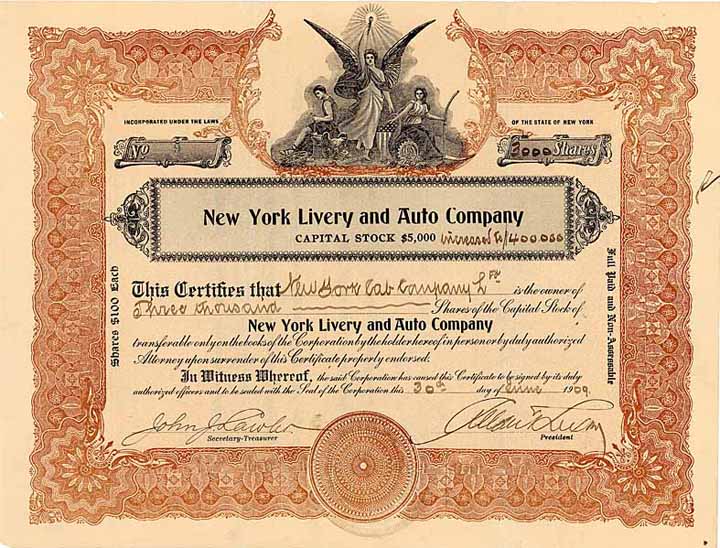 INCORPORATED UNDER THE LAWS
OF THE STATE OF NEW YORK
No 3
3000 Shares
New York Livery and Auto Company
CAPITAL STOCK $5,000 increased to $400.000
Shares $100 Each
Full Paid and Non-Assessable
This Certifies that New York Cab Company Ltd is the owner of
Three thousand Shares of the Capital Stock of
New York Livery and Auto Company
transferable only on the books of the Corporation by the holder hereof in person or by duly authorized
Attorney upon surrender of this Certificate properly endorsed.
In Witness Whereof, the said Corporation has caused this Certificate to be signed by its duly
authorized officers and to be sealed with the Seal of the Corporation this 30th day of June 1909
John J. Lawler
Secretary-Treasurer
President